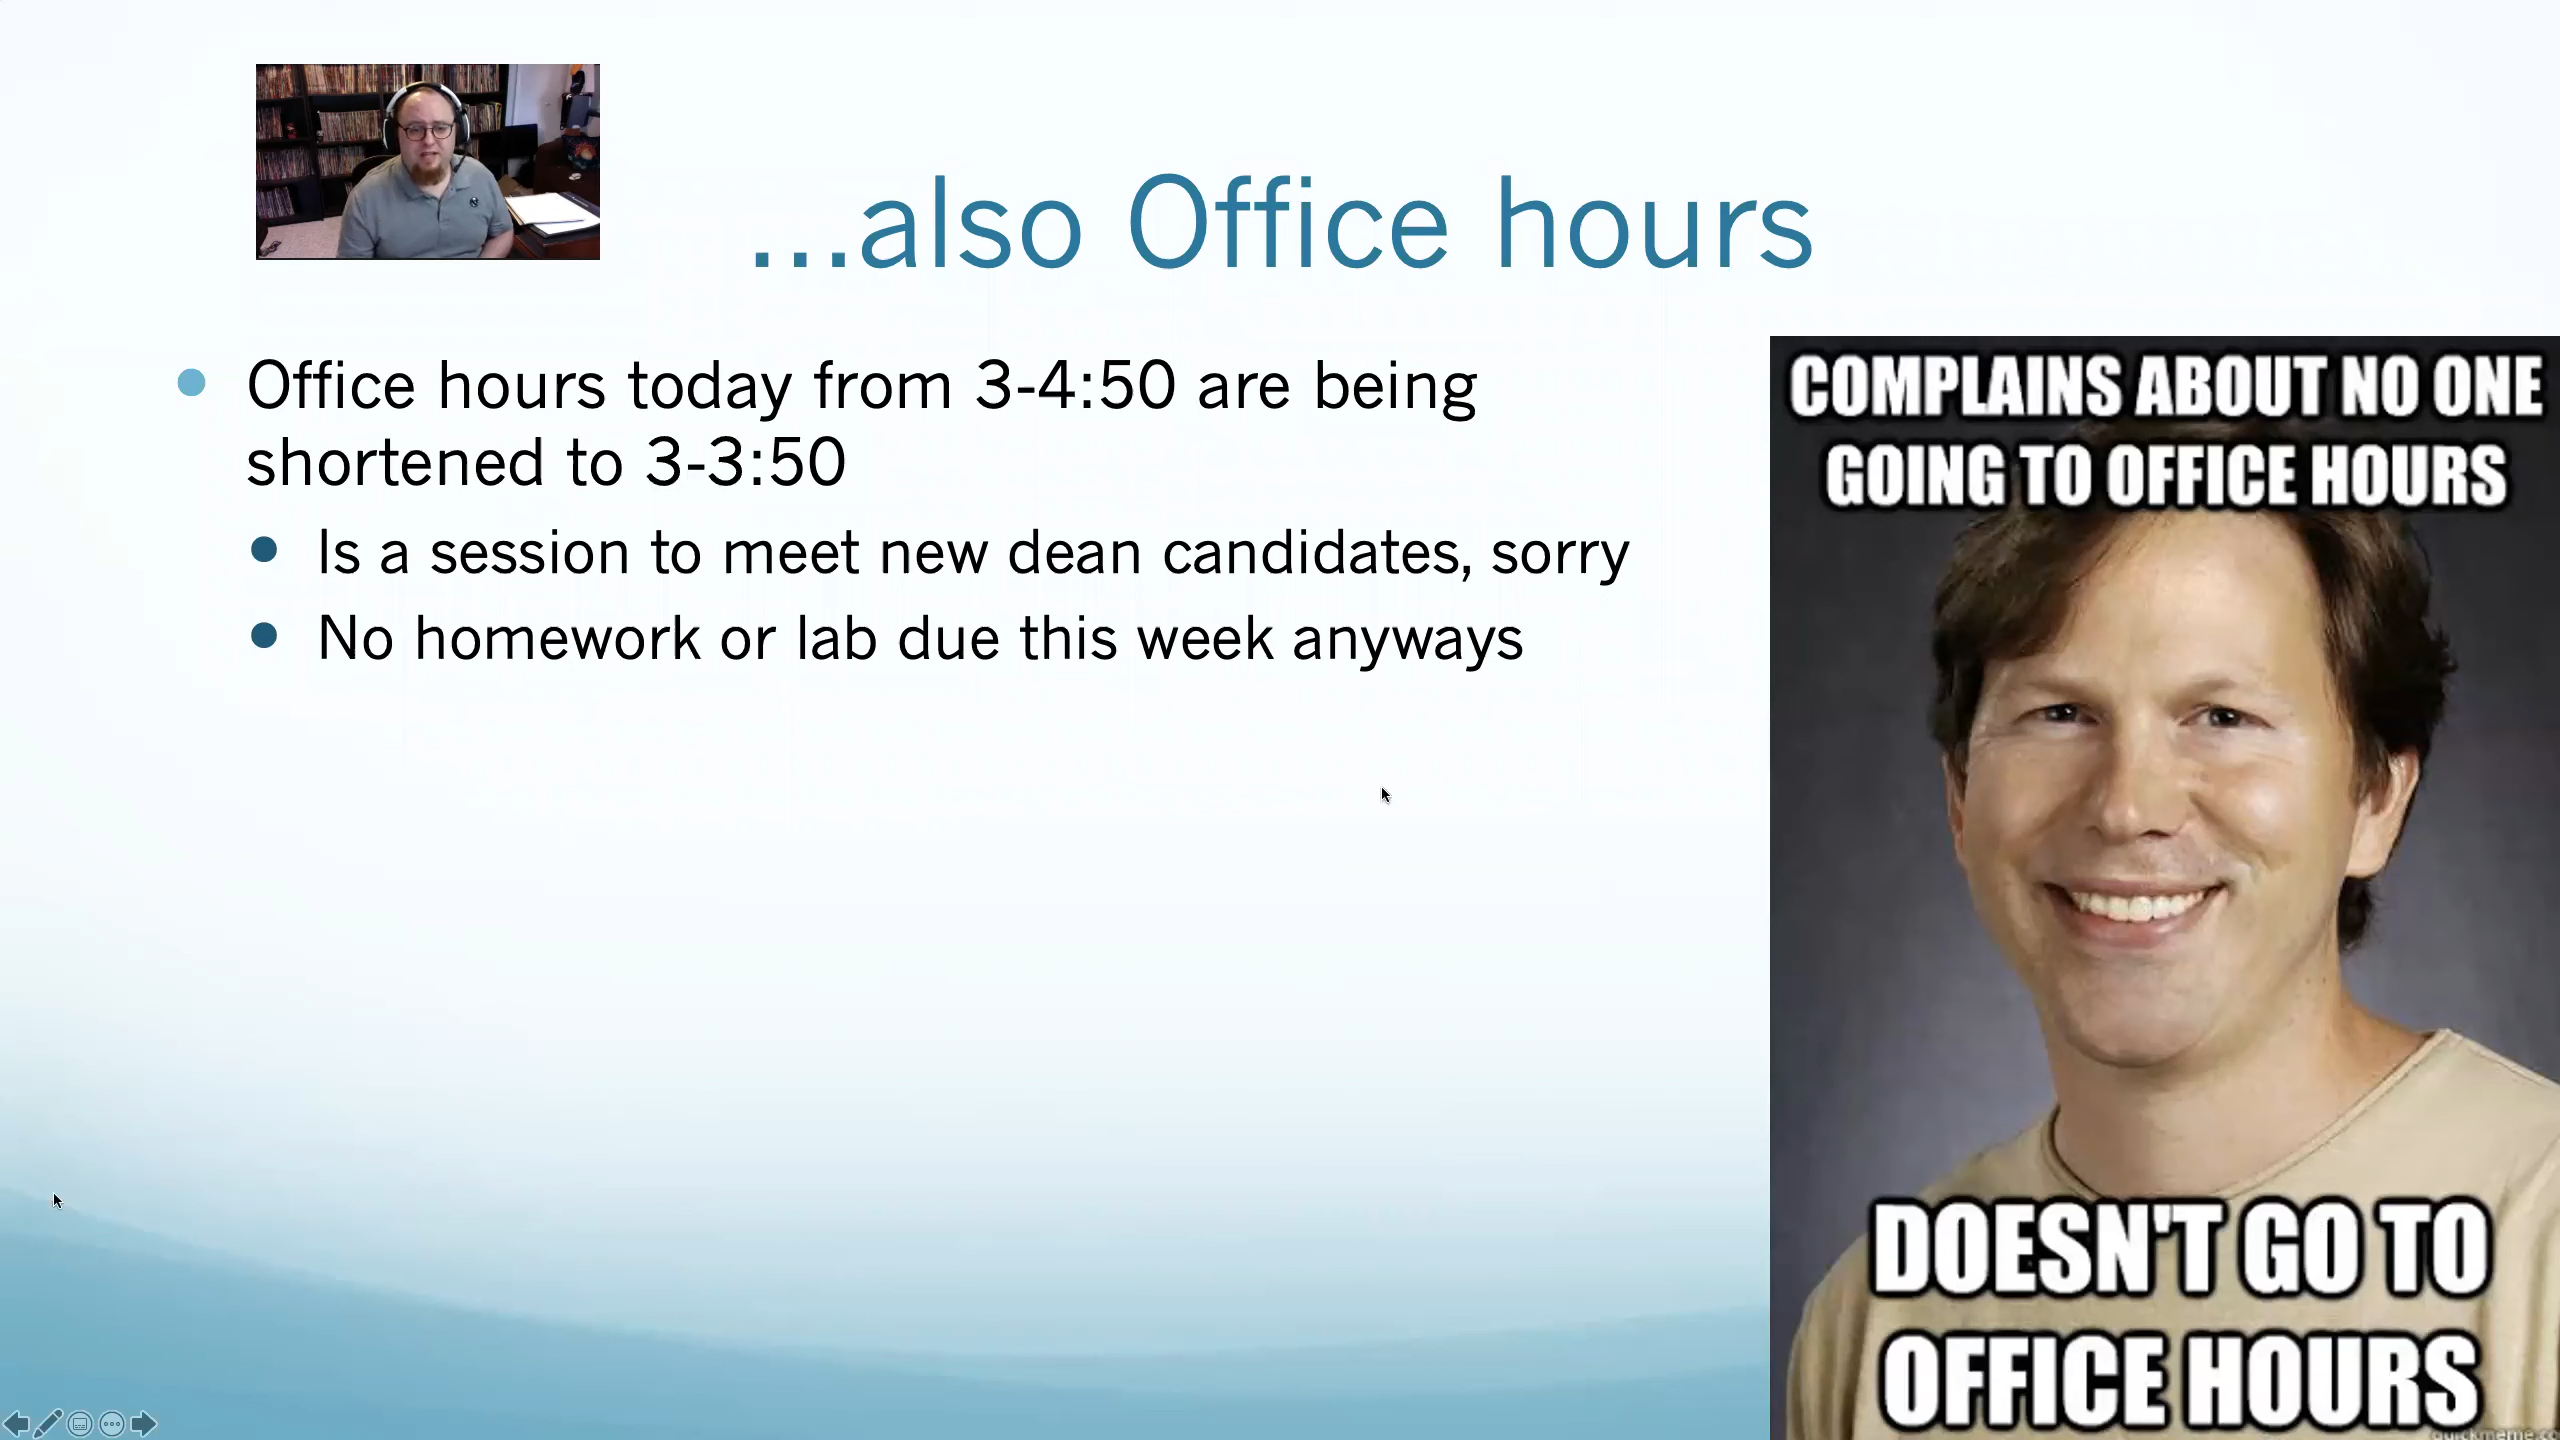 ...also Office hours
Office hours today from 3-4:50 are being
shortened to 3-3:50
Is a session to meet new dean candidates, sorry
No homework or lab due this week anyways
COMPLAINS ABOUT NO ONE
GOING TO OFFICE HOURS
DOESN'T GO TO
OFFICE HOURS